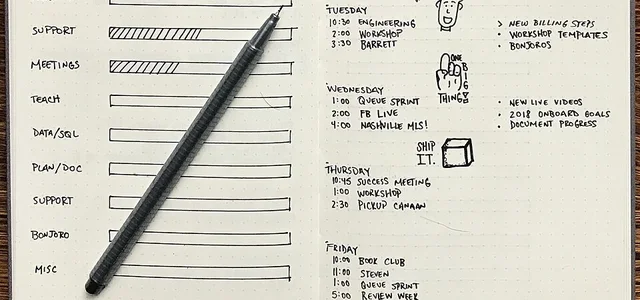 SUPPORT
MEETINGS
TEACH
DATA/SQL
PLAN/DOC
SUPPORT
BONJORO
MISC
TUESDAY
10:30 ENGINEERING
2:00 WORKSHOP
3:30 BARRETT
> NEW BILLING STEPS
• WORKSHOP TEMPLATES
• BONJOROS
ONE
BIG
THING!
WEDNESDAY
1:00 QUEUE SPRINT
2:00 FB LIVE
4:00 NASHVILLE MLS!
• NEW LIVE VIDEOS
• 2018 ONBOARD GOALS
• DOCUMENT PROGRESS
SHIP
IT.
THURSDAY
10:45 SUCCESS MEETING
1:00 WORKSHOP
2:30 PICKUP CANAAN
FRIDAY
10:00 BOOK CLUB
11:00 STEVEN
1:00 QUEUE SPRINT
5:00 REVIEW WEEK